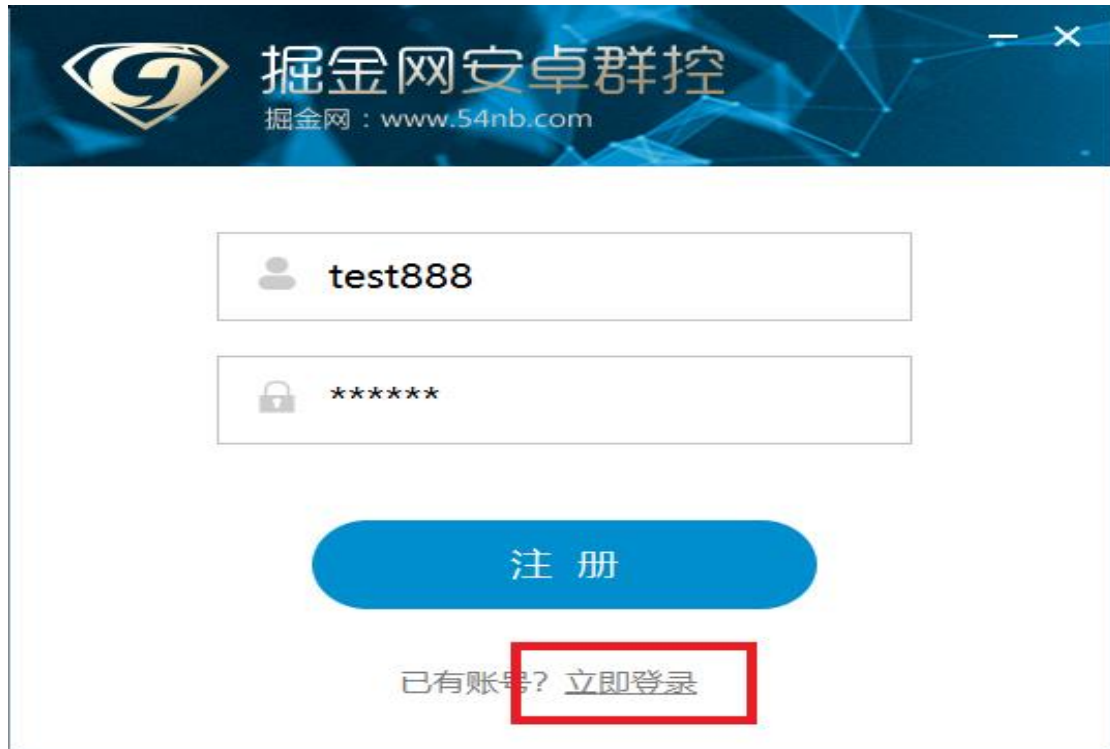 掘金网安卓群控
掘金网：www.54nb.com
test888
******
注 册
已有账号？立即登录